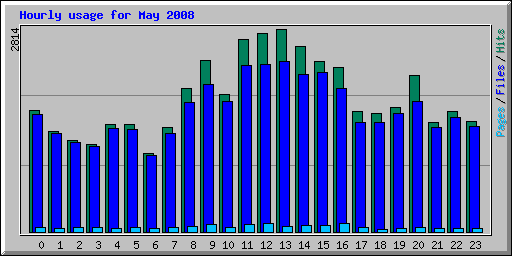 Hourly usage for May 2008
2814
Pages/Files/Hits
0 1 2 3 4 5 6 7 8 9 10 11 12 13 14 15 16 17 18 19 20 21 22 23